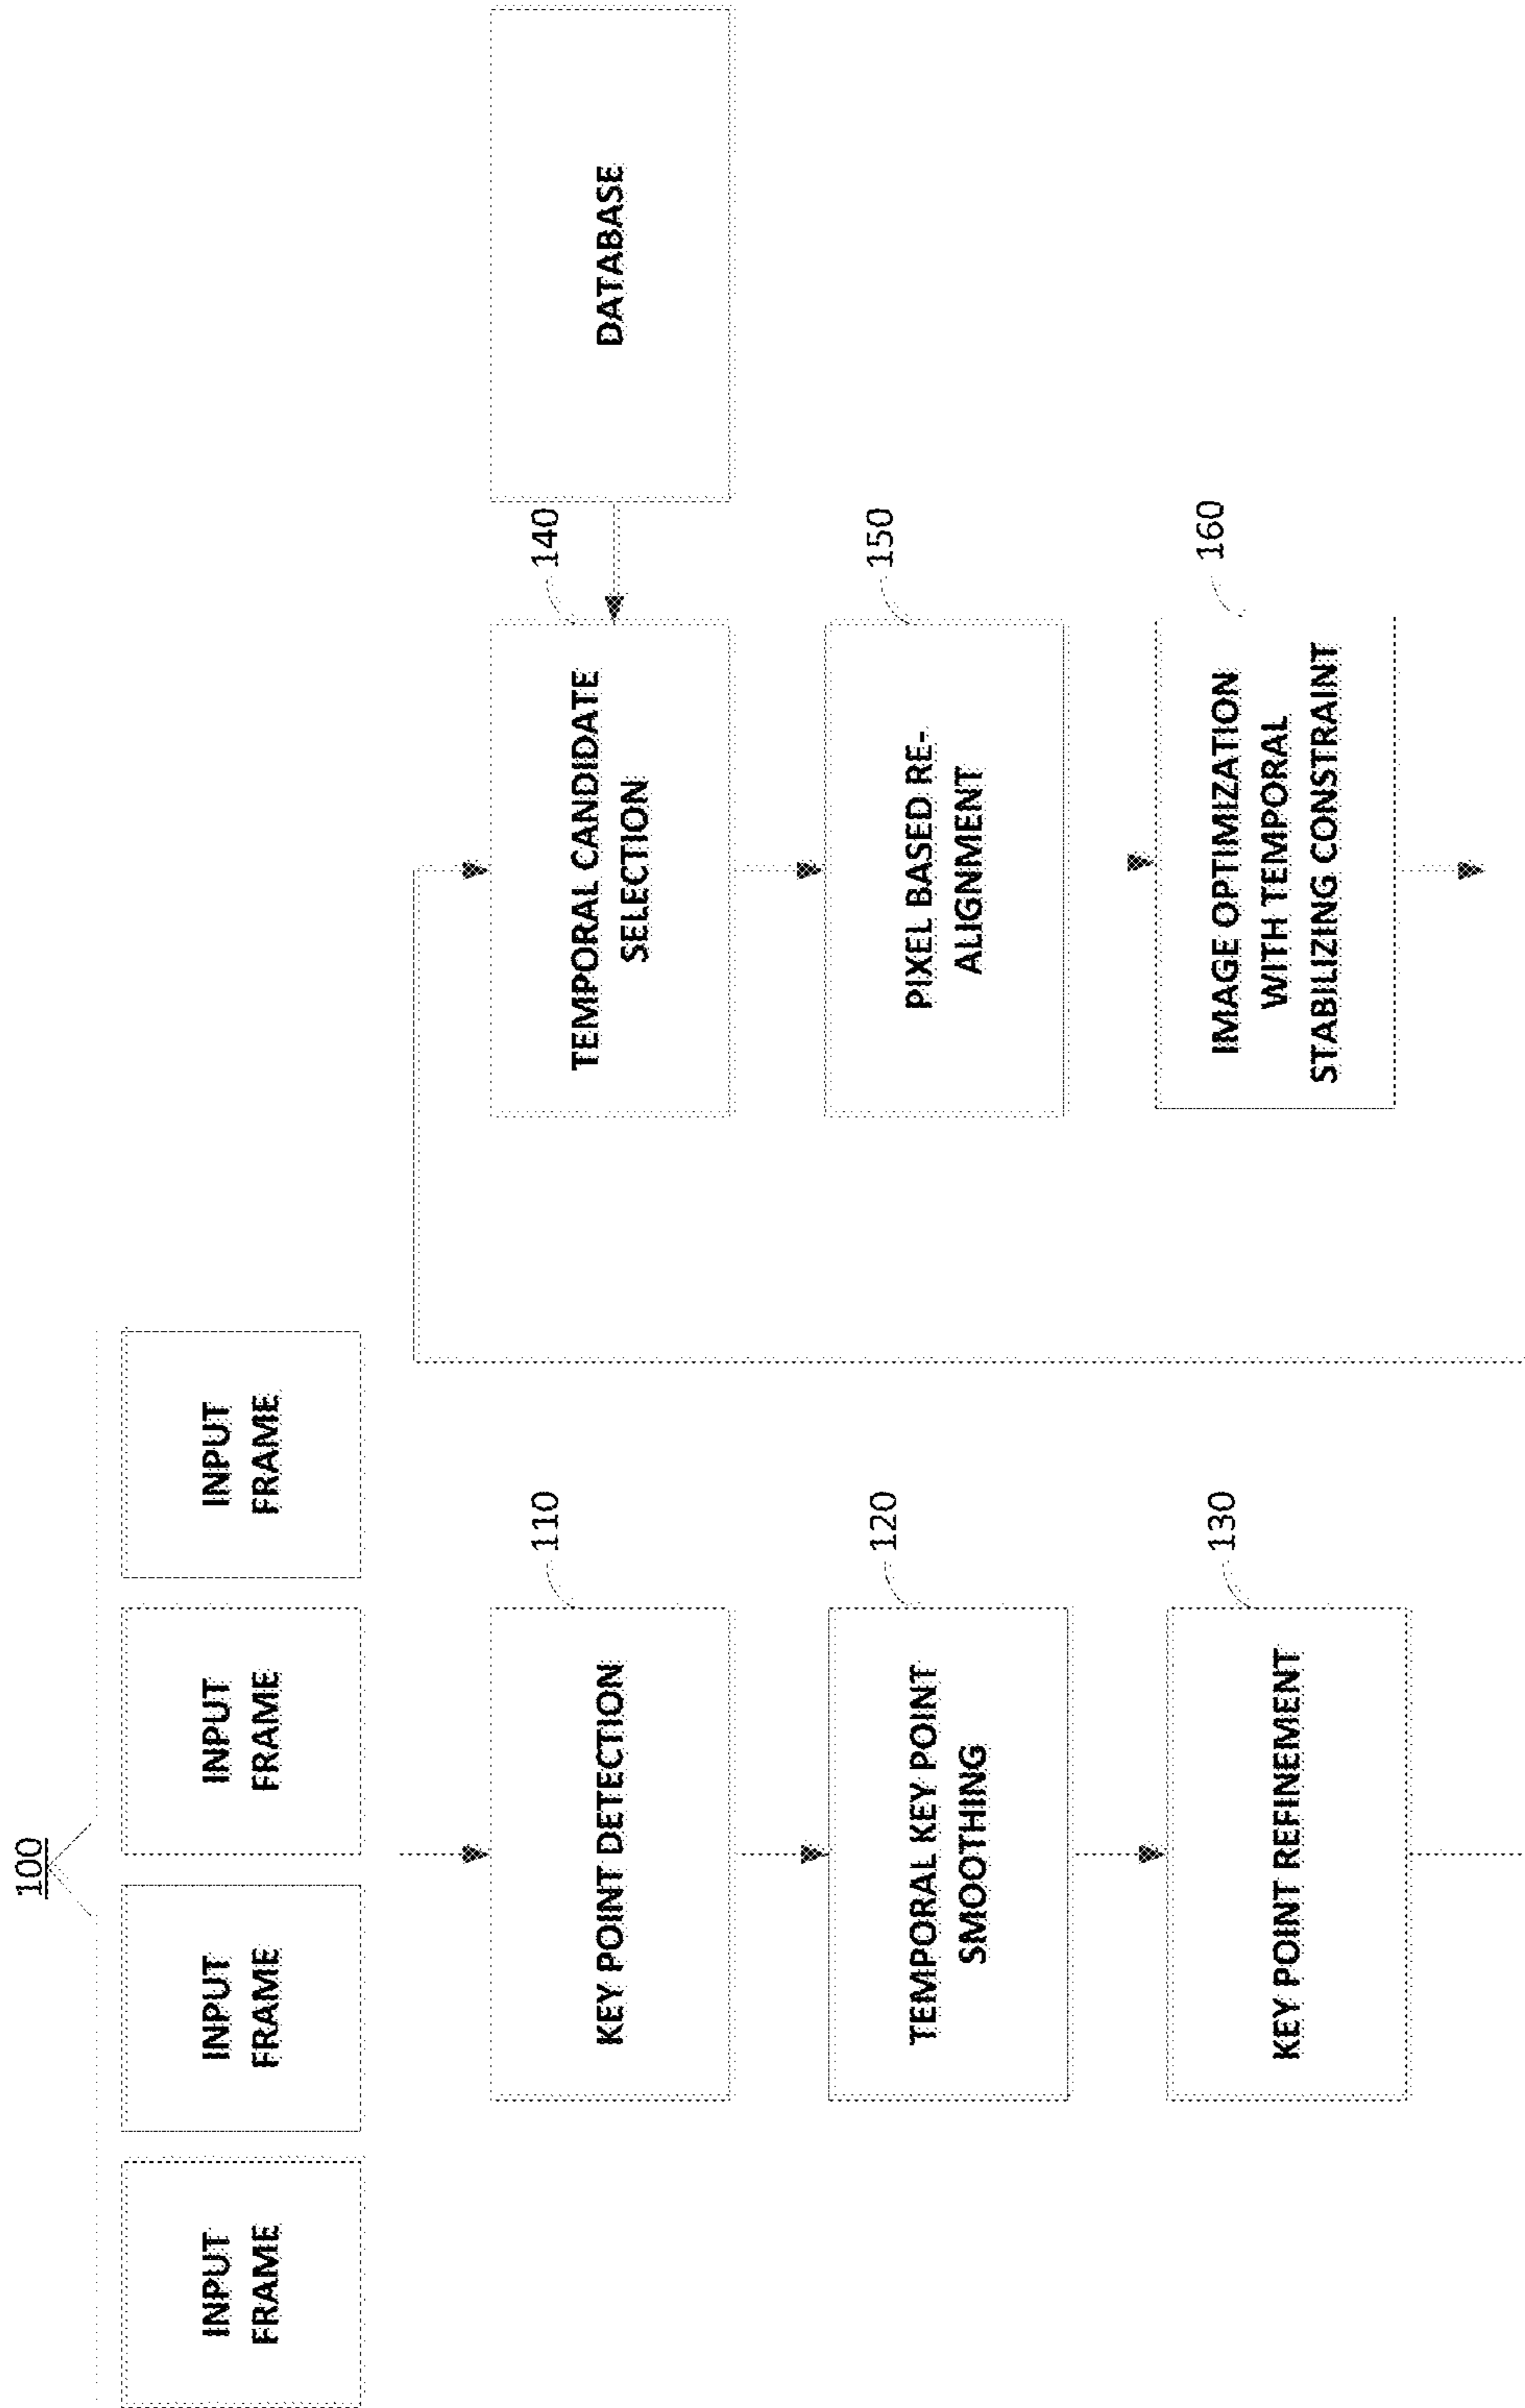 100
INPUT
FRAME
INPUT
FRAME
INPUT
FRAME
INPUT
FRAME
110
KEY POINT DETECTION
120
TEMPORAL KEY POINT
SMOOTHING
130
KEY POINT REFINEMENT
140
TEMPORAL CANDIDATE
SELECTION
DATABASE
150
PIXEL BASED RE-
ALIGNMENT
160
IMAGE OPTIMIZATION
WITH TEMPORAL
STABILIZING CONSTRAINT